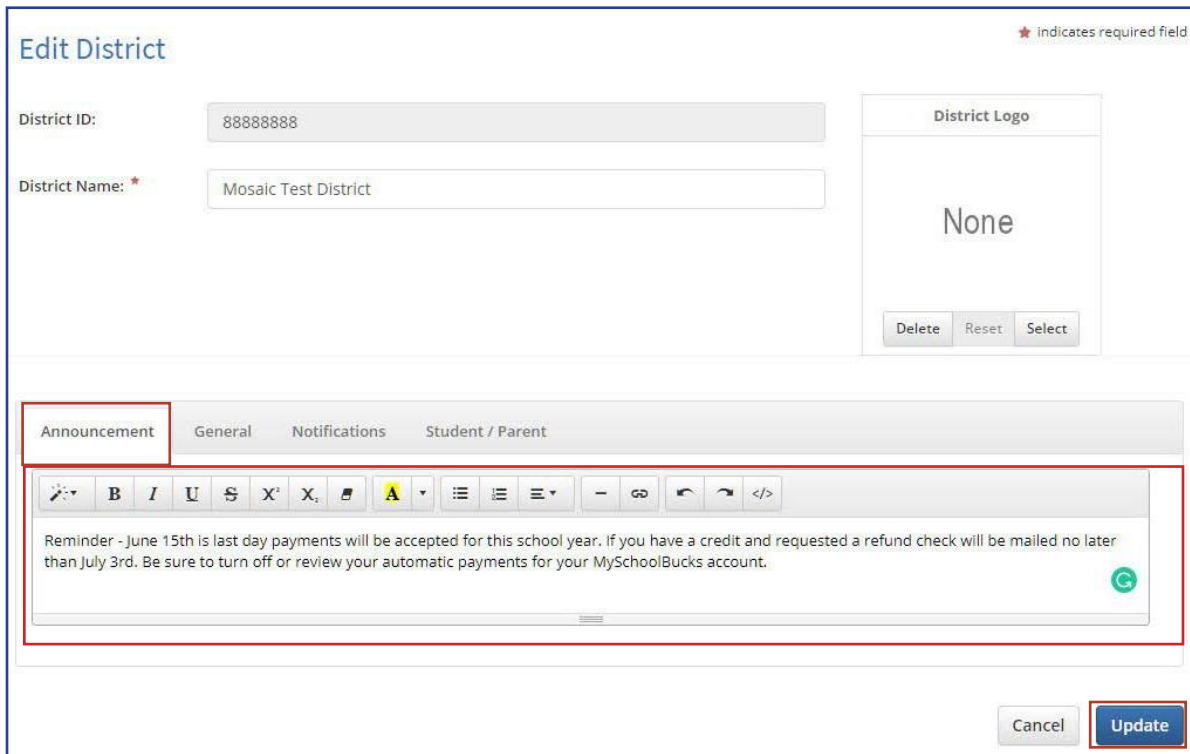 Edit District
★ indicates required field
District ID:
88888888
District Name: *
Mosaic Test District
District Logo
None
Delete Reset Select
Announcement General Notifications Student / Parent
B I U S X² X₂ A </>
Reminder - June 15th is last day payments will be accepted for this school year. If you have a credit and requested a refund check will be mailed no later
than July 3rd. Be sure to turn off or review your automatic payments for your MySchoolBucks account.
Cancel Update